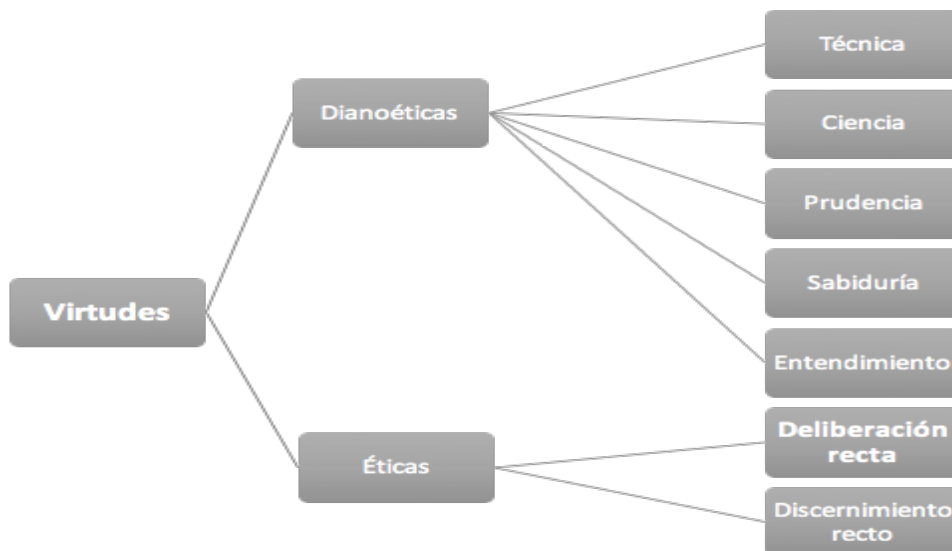 Virtudes
Dianoéticas
Técnica
Ciencia
Prudencia
Sabiduría
Entendimiento
Éticas
Deliberación
recta
Discernimiento
recto